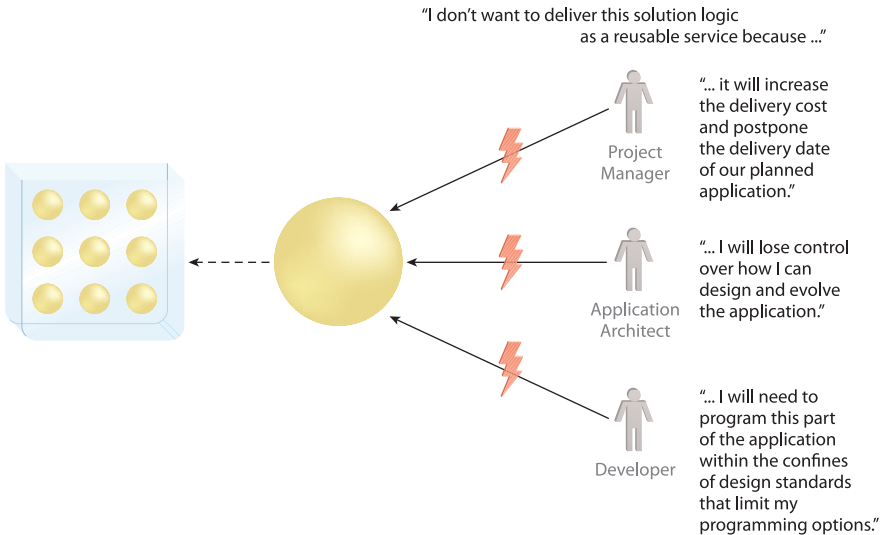 “I don’t want to deliver this solution logic
as a reusable service because ...”
“... it will increase
the delivery cost
and postpone
the delivery date
of our planned
application.”
Project
Manager
“... I will lose control
over how I can
design and evolve
the application.”
Application
Architect
“... I will need to
program this part
of the application
within the confines
of design standards
that limit my
programming options.”
Developer